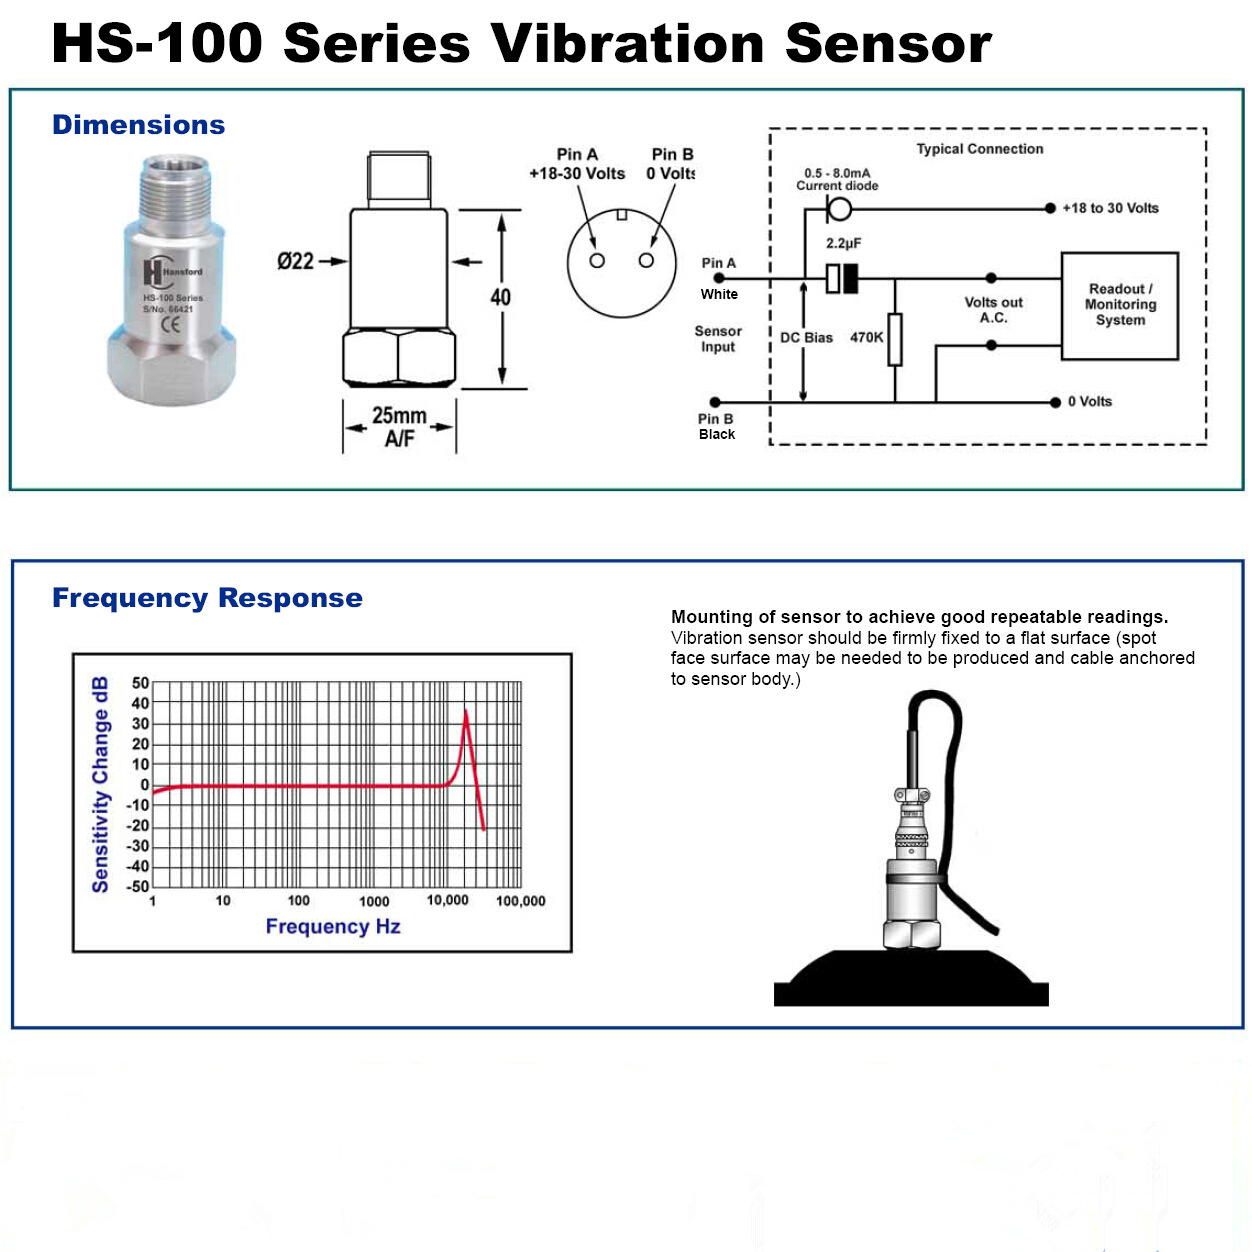 HS-100 Series Vibration Sensor
Dimensions
Hansford
HS-100 Series
S/No. 66421
CE
Ø22
40
25mm
A/F
Pin A
+18-30 Volts
Pin B
0 Volts
Typical Connection
0.5 - 8.0mA
Current diode
+18 to 30 Volts
2.2µF
Pin A
White
Sensor
Input
DC Bias
470K
Volts out
A.C.
Readout /
Monitoring
System
0 Volts
Pin B
Black
Frequency Response
Sensitivity Change dB
50
40
30
20
10
0
-10
-20
-30
-40
-50
1
10
100
1000
10,000
100,000
Frequency Hz
Mounting of sensor to achieve good repeatable readings.
Vibration sensor should be firmly fixed to a flat surface (spot
face surface may be needed to be produced and cable anchored
to sensor body.)